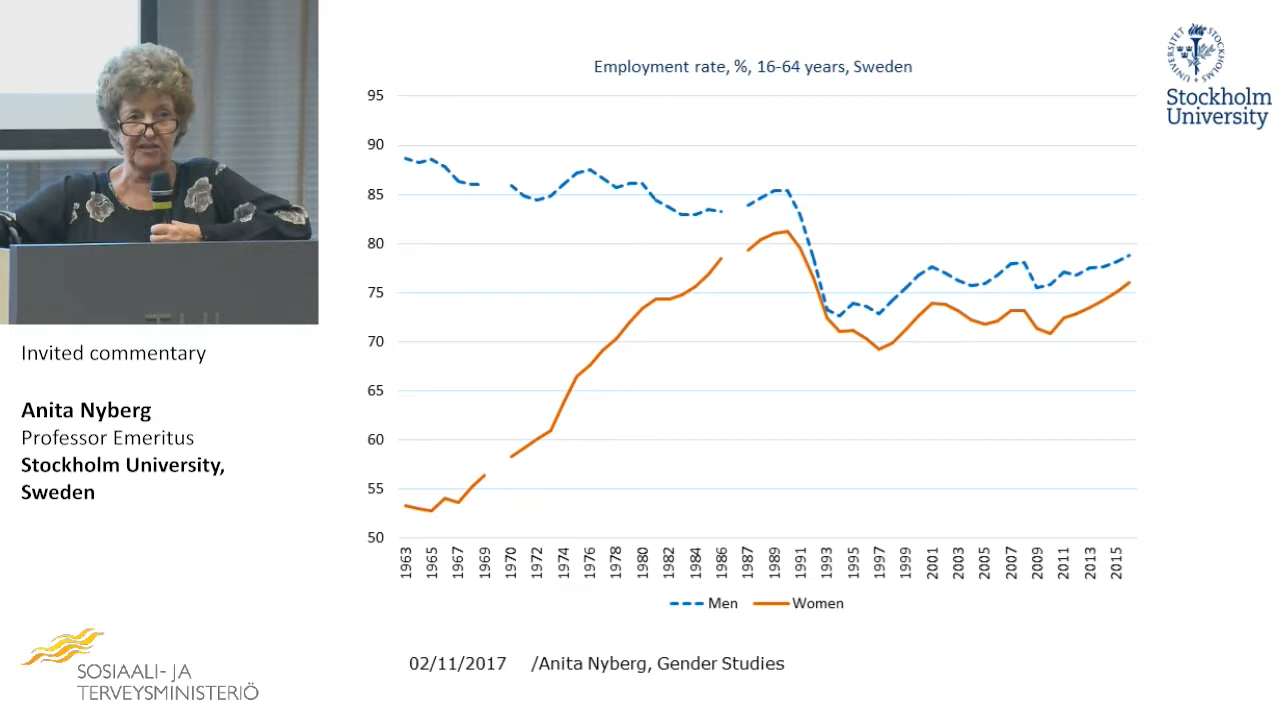 Employment rate, %, 16-64 years, Sweden
95
90
85
80
75
70
65
60
55
50
1963
1965
1967
1969
1970
1972
1974
1976
1978
1980
1982
1984
1986
1987
1989
1991
1993
1995
1997
1999
2001
2003
2005
2007
2009
2011
2013
2015
Men
Women
02/11/2017 /Anita Nyberg, Gender Studies
Stockholm
University
Invited commentary
Anita Nyberg
Professor Emeritus
Stockholm University,
Sweden
SOSIAALI- JA
TERVEYSMINISTERIÖ